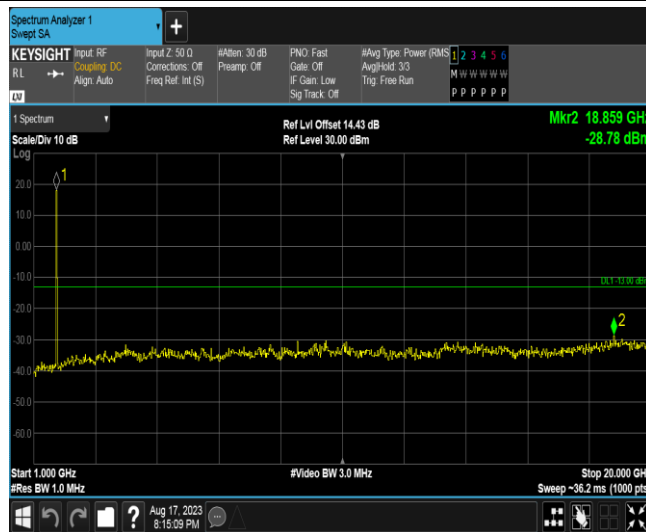 Spectrum Analyzer 1
Swept SA
+
KEYSIGHT
RL
LXI
Input: RF
Coupling: DC
Align: Auto
Input Z: 50 Ω
Corrections: Off
Freq Ref: Int (S)
#Atten: 30 dB
Preamp: Off
PNO: Fast
Gate: Off
IF Gain: Low
Sig Track: Off
#Avg Type: Power (RMS
Avg|Hold: 3/3
Trig: Free Run
1 2 3 4 5 6
M W W W W W
P P P P P P
1 Spectrum
Scale/Div 10 dB
Log
Ref Lvl Offset 14.43 dB
Ref Level 30.00 dBm
Mkr2 18.859 GHz
-28.78 dBm
1
20.0
10.0
0.00
-10.0
DL1 -13.00 dBm
-20.0
2
-30.0
-40.0
-50.0
-60.0
Start 1.000 GHz
#Res BW 1.0 MHz
#Video BW 3.0 MHz
Stop 20.000 GHz
Sweep ~36.2 ms (1000 pts)
?
Aug 17, 2023
8:15:09 PM